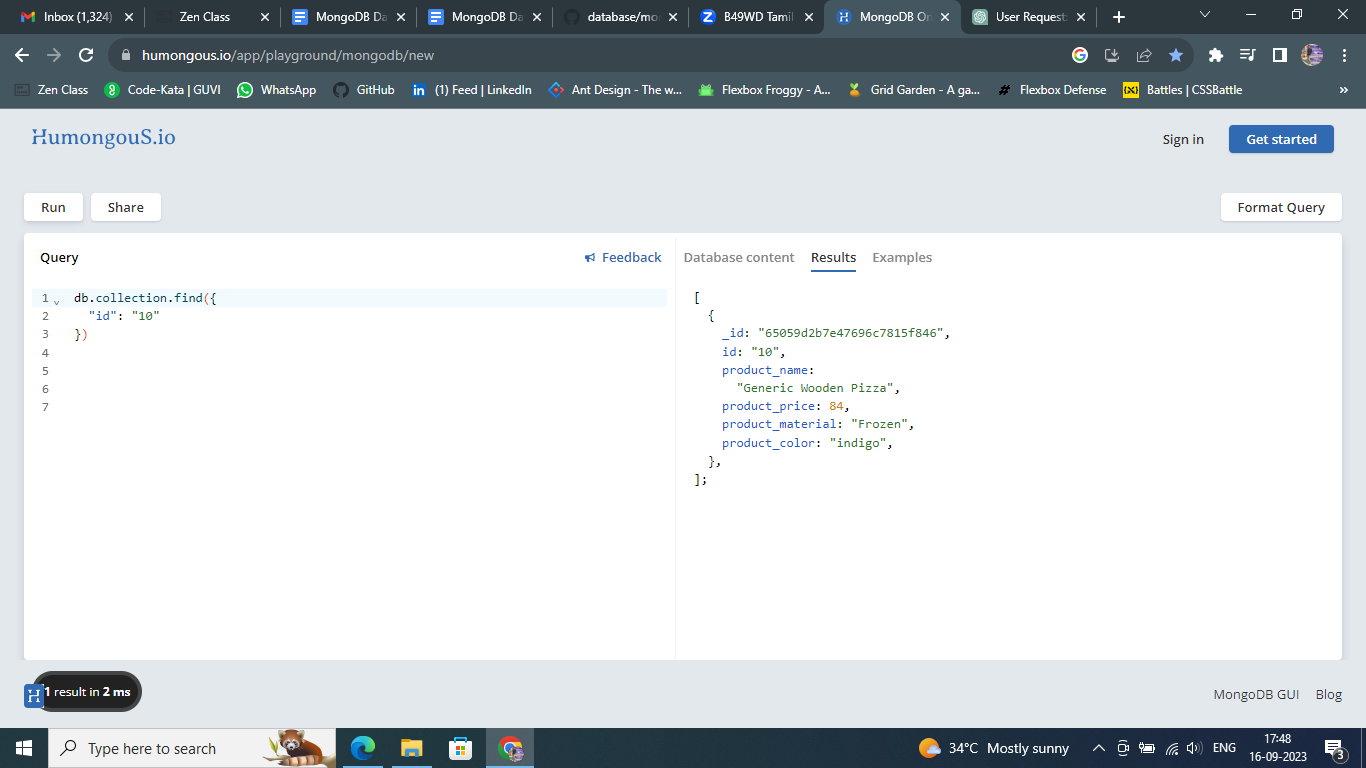 Inbox (1,324)
Zen Class
MongoDB Da
MongoDB Da
database/mo
B49WD Tamil
MongoDB On
User Request
humongous.io/app/playground/mongodb/new
Zen Class
Code-Kata | GUVI
WhatsApp
GitHub
(1) Feed | LinkedIn
Ant Design - The w...
Flexbox Froggy - A...
Grid Garden - A ga...
Flexbox Defense
Battles | CSSBattle
»
HumongouS.io
Sign in
Get started
Run
Share
Format Query
Query
Feedback
Database content
Results
Examples
1 db.collection.find({
2 "id": "10"
3 })
4
5
6
7
[
{
_id: "65059d2b7e47696c7815f846",
id: "10",
product_name:
"Generic Wooden Pizza",
product_price: 84,
product_material: "Frozen",
product_color: "indigo",
},
];
1 result in 2 ms
MongoDB GUI
Blog
Type here to search
34°C Mostly sunny
ENG
17:48
16-09-2023
3